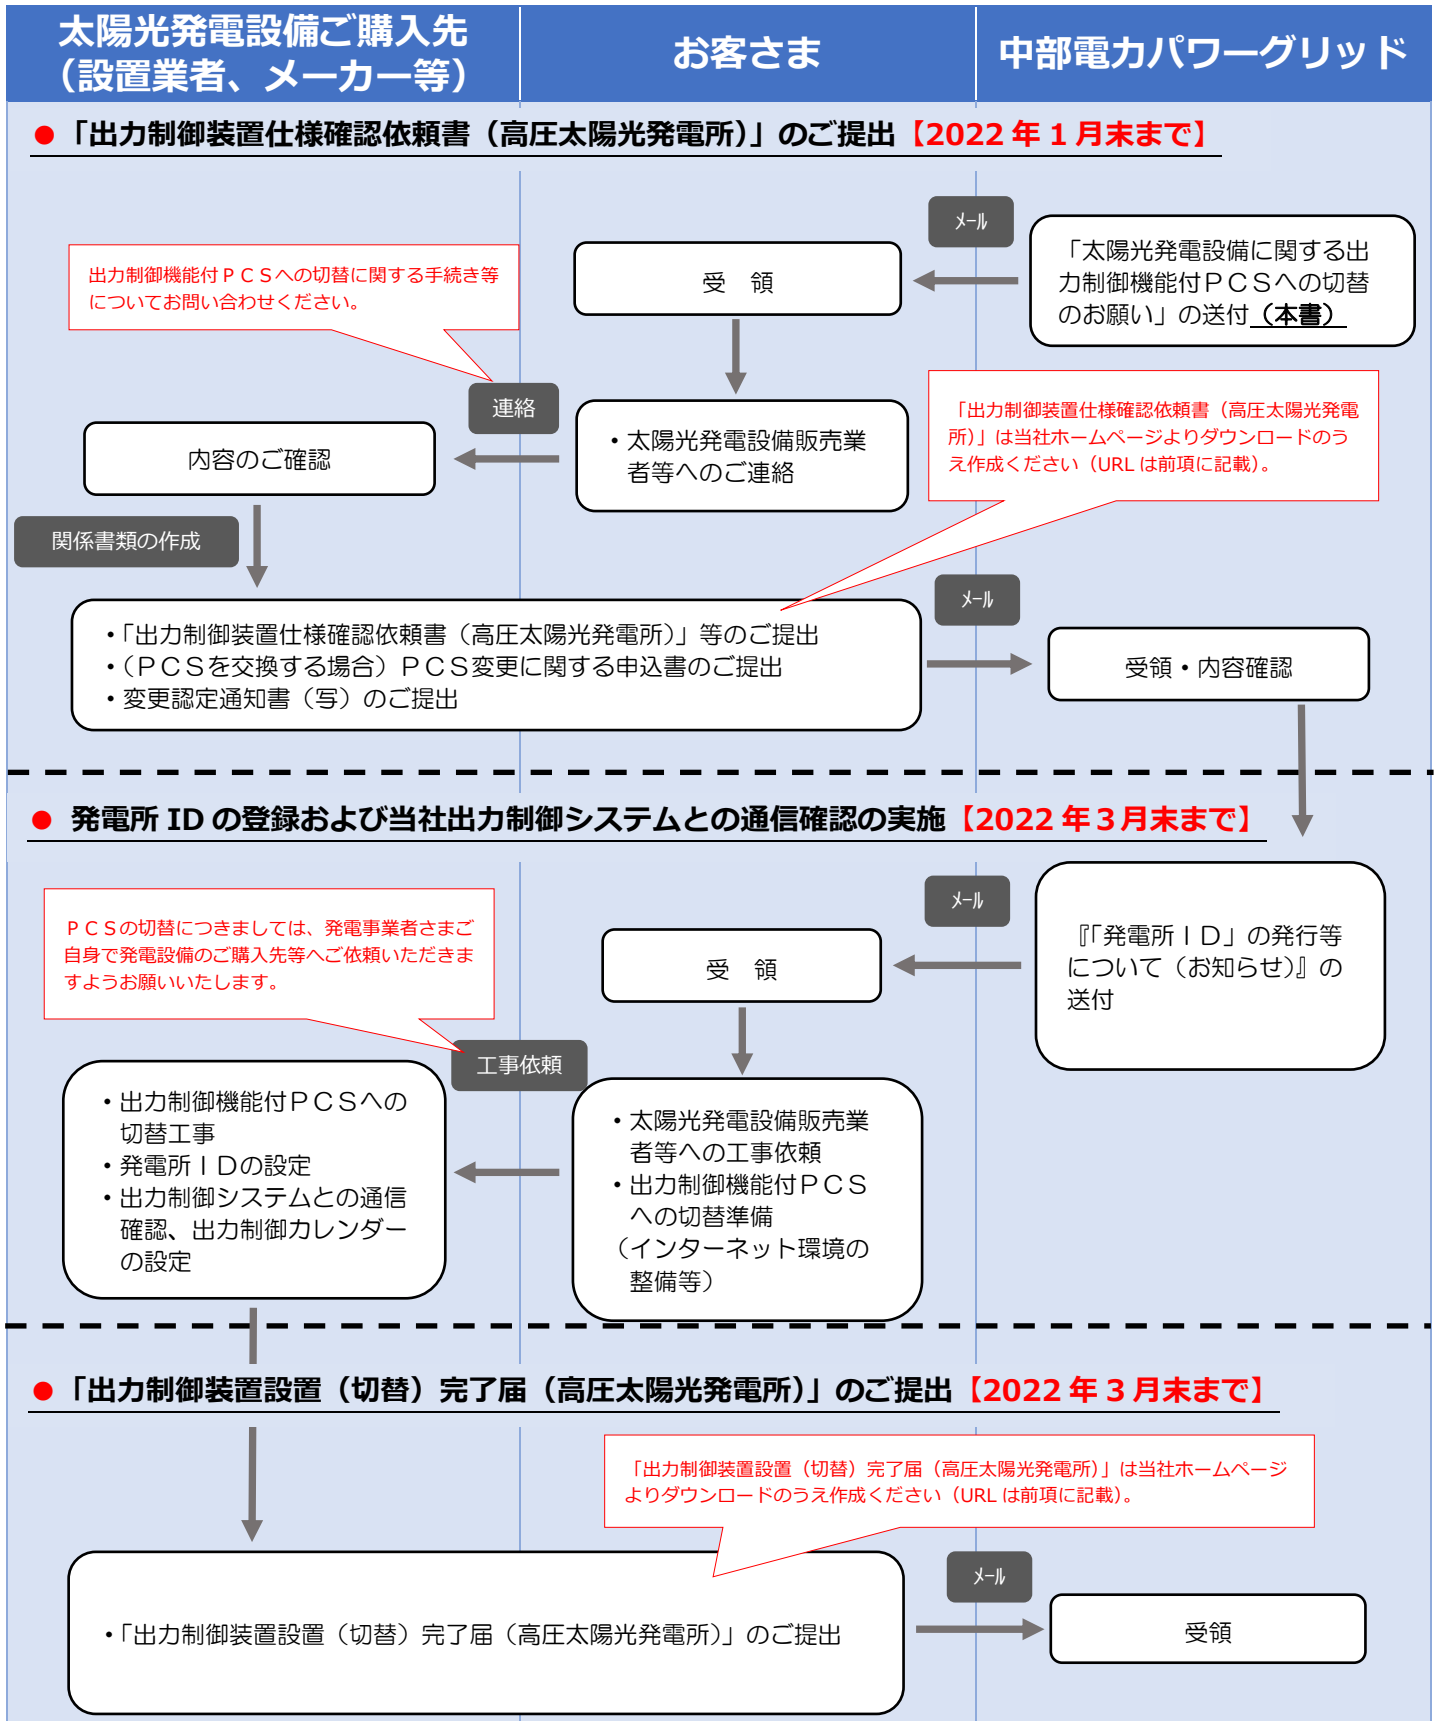 太陽光発電設備ご購入先
（設置業者、メーカー等）
お客さま
中部電力パワーグリッド
●「出力制御装置仕様確認依頼書（高圧太陽光発電所）」のご提出【2022年1月末まで】
メール
「太陽光発電設備に関する出
力制御機能付ＰＣＳへの切替
のお願い」の送付（本書）
受　領
出力制御機能付ＰＣＳへの切替に関する手続き等
についてお問い合わせください。
連絡
・太陽光発電設備販売業
者等へのご連絡
「出力制御装置仕様確認依頼書（高圧太陽光発電
所）」は当社ホームページよりダウンロードのう
え作成ください（URLは前項に記載）。
内容のご確認
関係書類の作成
メール
・「出力制御装置仕様確認依頼書（高圧太陽光発電所）」等のご提出
・（ＰＣＳを交換する場合）ＰＣＳ変更に関する申込書のご提出
・変更認定通知書（写）のご提出
受領・内容確認
● 発電所IDの登録および当社出力制御システムとの通信確認の実施【2022年３月末まで】
メール
『「発電所ＩＤ」の発行等
について（お知らせ）』の
送付
受　領
ＰＣＳの切替につきましては、発電事業者さまご
自身で発電設備のご購入先等へご依頼いただきま
すようお願いいたします。
工事依頼
・太陽光発電設備販売業
者等への工事依頼
・出力制御機能付ＰＣＳ
への切替準備
（インターネット環境の
整備等）
・出力制御機能付ＰＣＳへの
切替工事
・発電所ＩＤの設定
・出力制御システムとの通信
確認、出力制御カレンダー
の設定
●「出力制御装置設置（切替）完了届（高圧太陽光発電所）」のご提出【2022年3月末まで】
「出力制御装置設置（切替）完了届（高圧太陽光発電所）」は当社ホームページ
よりダウンロードのうえ作成ください（URLは前項に記載）。
メール
・「出力制御装置設置（切替）完了届（高圧太陽光発電所）」のご提出
受領